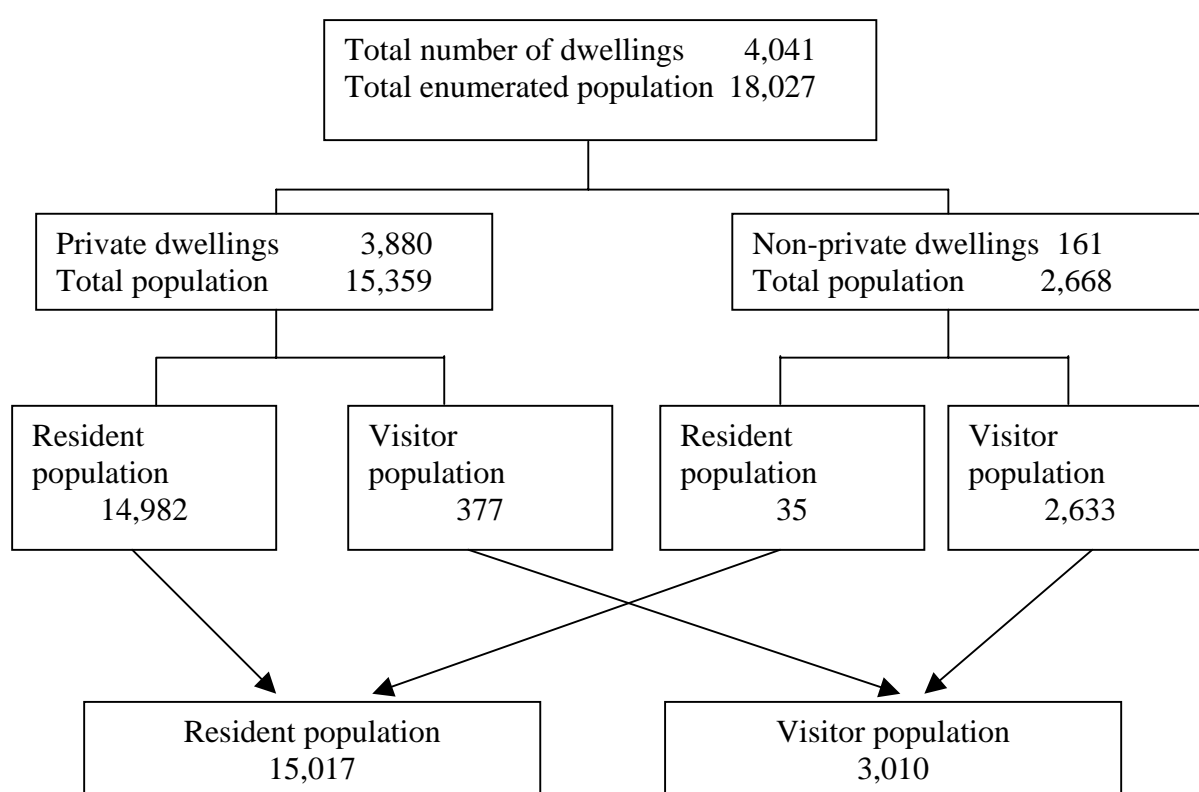 Total number of dwellings 4,041
Total enumerated population 18,027
Private dwellings 3,880
Total population 15,359
Non-private dwellings 161
Total population 2,668
Resident
population
14,982
Visitor
population
377
Resident
population
35
Visitor
population
2,633
Resident population
15,017
Visitor population
3,010